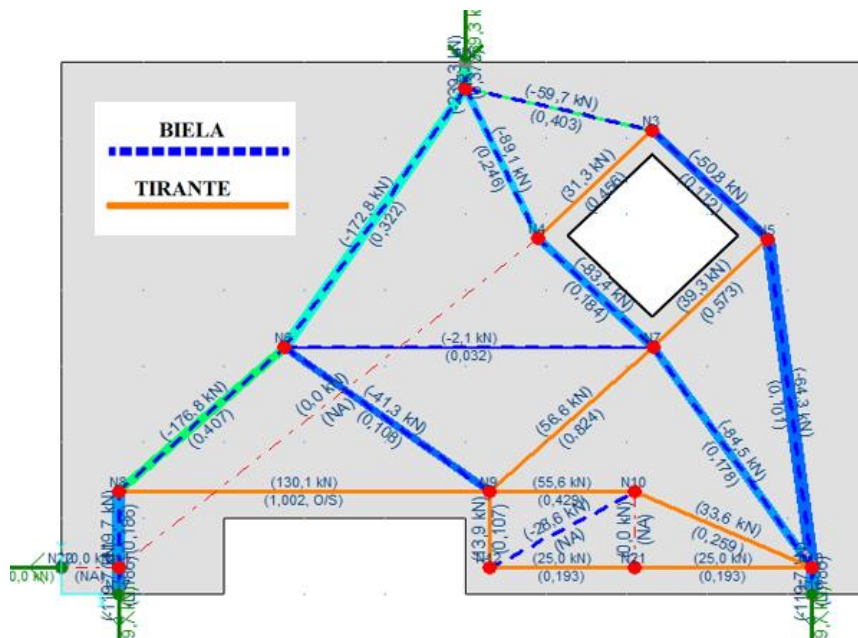 BIELA
TIRANTE
(-59,7 kN)
(0,403)
N3
(-89,1 kN)
(0,246)
(31,3 kN)
(0,456)
(-50,8 kN)
(0,112)
(-172,8 kN)
(0,322)
N4
N5
(-83,4 kN)
(0,184)
(39,3 kN)
(0,573)
N6
(-2,1 kN)
(0,032)
N7
(-64,3 kN)
(0,101)
(-176,8 kN)
(0,407)
(0,0 kN)
(NA)
(-41,3 kN)
(0,108)
(56,6 kN)
(0,824)
(-84,5 kN)
(0,178)
N8
(130,1 kN)
(1,002, O/S)
N9
(55,6 kN)
(0,429)
N10
(33,6 kN)
(0,259)
(13,9 kN)
(0,107)
(-28,6 kN)
(NA)
(0,0 kN)
(NA)
N12
(25,0 kN)
(0,193)
N21
(25,0 kN)
(0,193)
(NA)